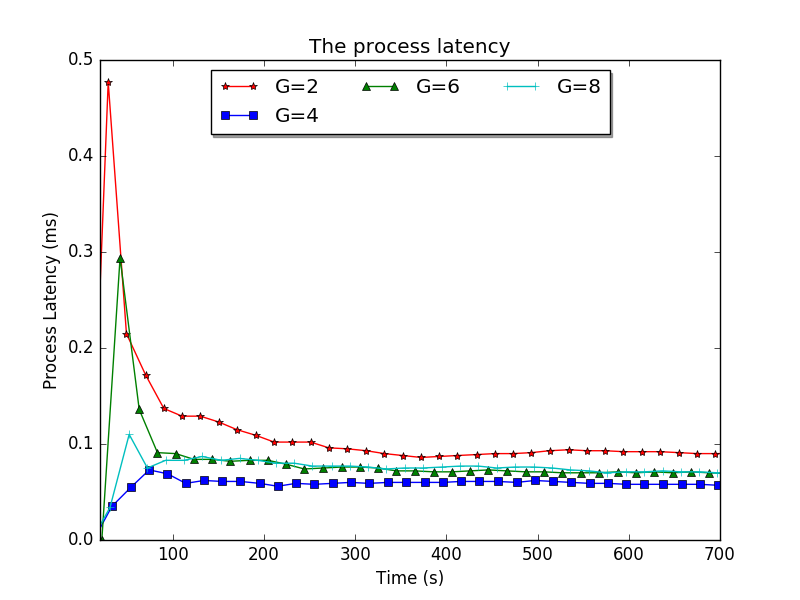 The process latency
G=2 G=6 G=8
G=4
0.5
0.4
0.3
0.2
0.1
0.0
Process Latency (ms)
100 200 300 400 500 600 700
Time (s)